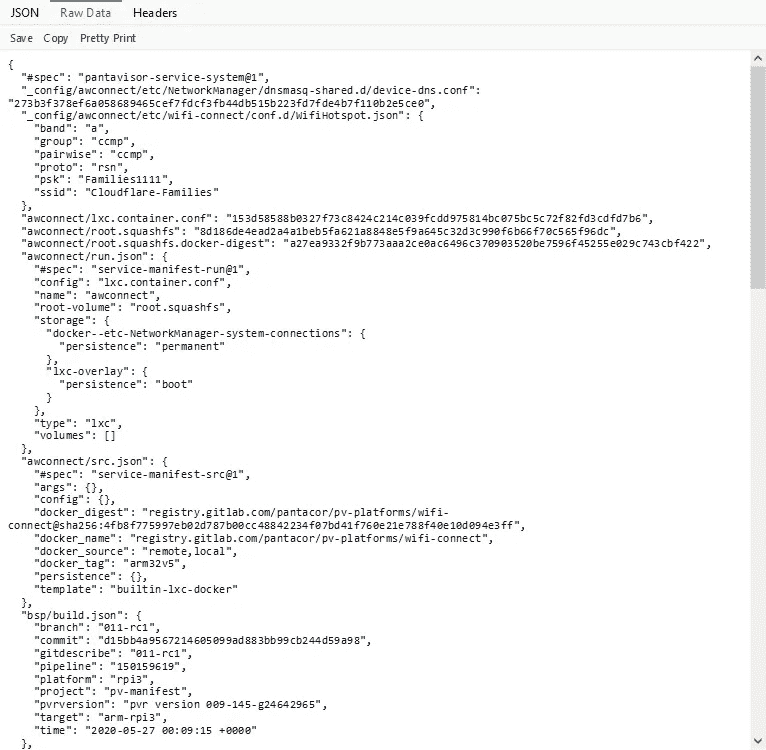 JSON Raw Data Headers
Save Copy Pretty Print
{
"#spec": "pantavisor-service-system@1",
"_config/awconnect/etc/NetworkManager/dnsmasq-shared.d/device-dns.conf":
"273b3f378ef6a058689465cef7fdcf3fb44db515b223fd7fde4b7f110b2e5ce0",
"_config/awconnect/etc/wifi-connect/conf.d/WifiHotspot.json": {
"band": "a",
"group": "ccmp",
"pairwise": "ccmp",
"proto": "rsn",
"psk": "Families1111",
"ssid": "Cloudflare-Families"
},
"awconnect/lxc.container.conf": "153d58588b0327f73c8424c214c039fcdd975814bc075bc5c72f82fd3cdfd7b6",
"awconnect/root.squashfs": "8d186de4ead2a4a1beb5fa621a8848e5f9a645c32d3c990f6b66f70c565f96dc",
"awconnect/root.squashfs.docker-digest": "a27ea9332f9b773aaa2ce0ac6496c370903520be7596f45255e029c743cbf422",
"awconnect/run.json": {
"#spec": "service-manifest-run@1",
"config": "lxc.container.conf",
"name": "awconnect",
"root-volume": "root.squashfs",
"storage": {
"docker--etc-NetworkManager-system-connections": {
"persistence": "permanent"
},
"lxc-overlay": {
"persistence": "boot"
}
},
"type": "lxc",
"volumes": []
},
"awconnect/src.json": {
"#spec": "service-manifest-src@1",
"args": {},
"config": {},
"docker_digest": "registry.gitlab.com/pantacor/pv-platforms/wifi-
connect@sha256:4fb8f775997eb02d787b00cc48842234f07bd41f760e21e788f40e10d094e3ff",
"docker_name": "registry.gitlab.com/pantacor/pv-platforms/wifi-connect",
"docker_source": "remote,local",
"docker_tag": "arm32v5",
"persistence": {},
"template": "builtin-lxc-docker"
},
"bsp/build.json": {
"branch": "011-rc1",
"commit": "d15bb4a9567214605099ad883bb99cb244d59a98",
"gitdescribe": "011-rc1",
"pipeline": "150159619",
"platform": "rpi3",
"project": "pv-manifest",
"pvrversion": "pvr version 009-145-g24642965",
"target": "arm-rpi3",
"time": "2020-05-27 00:09:15 +0000"
},